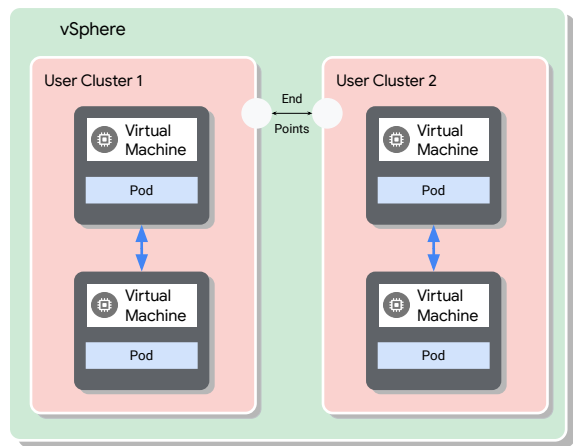 vSphere
User Cluster 1
Virtual
Machine
Pod
Virtual
Machine
Pod
End
Points
User Cluster 2
Virtual
Machine
Pod
Virtual
Machine
Pod